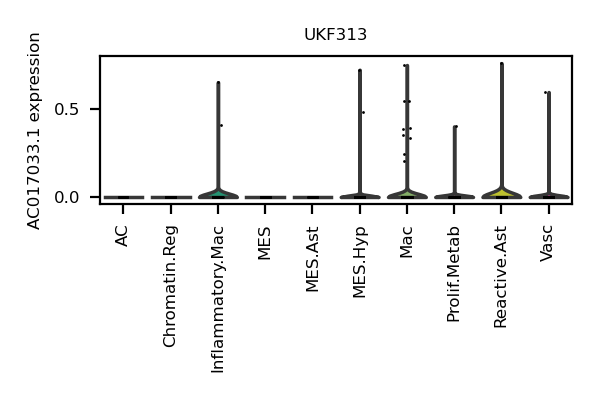 UKF313
AC017033.1 expression
0.5
0.0
AC
Chromatin.Reg
Inflammatory.Mac
MES
MES.Ast
MES.Hyp
Mac
Prolif.Metab
Reactive.Ast
Vasc